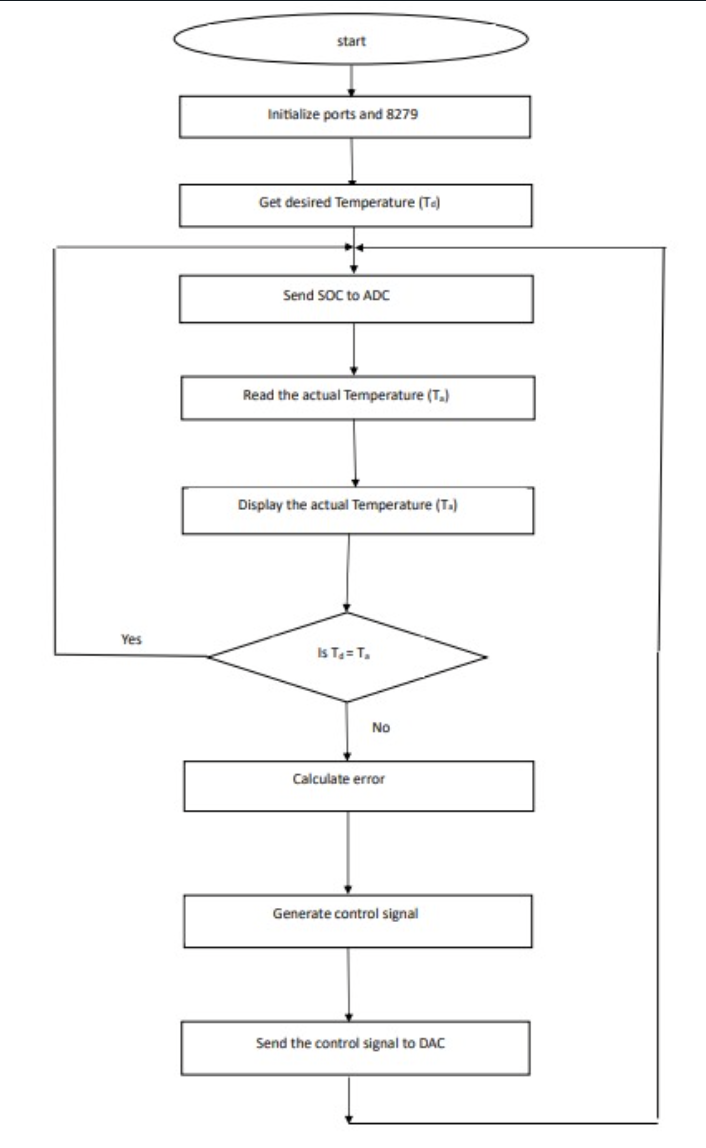 start
Initialize ports and 8279
Get desired Temperature (Td)
Send SOC to ADC
Read the actual Temperature (Ta)
Display the actual Temperature (Ta)
Yes
Is Td = Ta
No
Calculate error
Generate control signal
Send the control signal to DAC